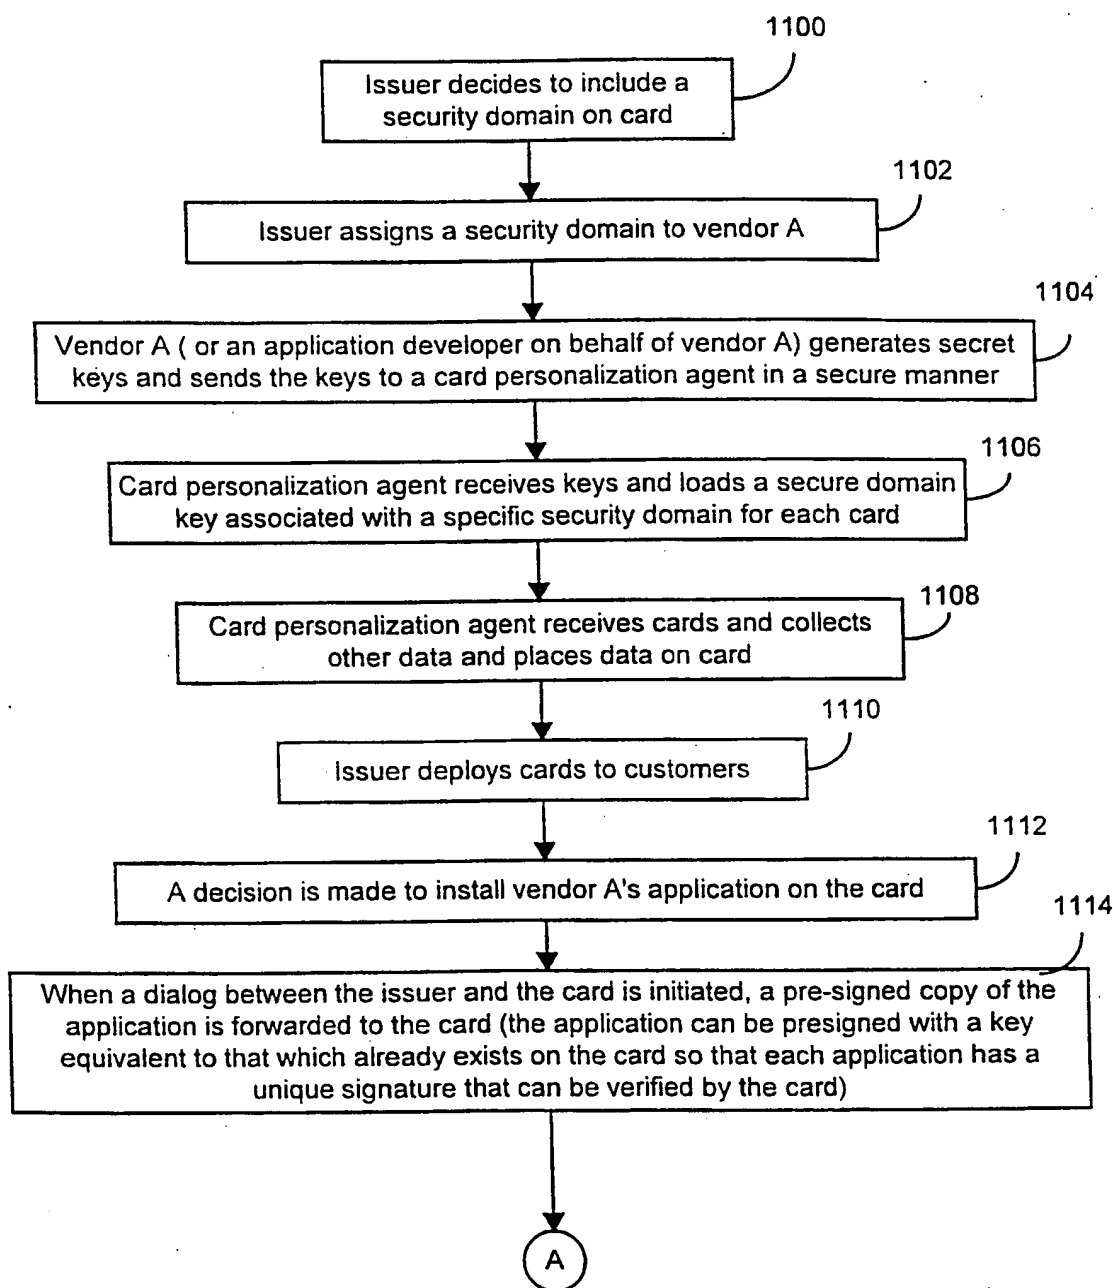 1100
Issuer decides to include a
security domain on card
1102
Issuer assigns a security domain to vendor A
1104
Vendor A ( or an application developer on behalf of vendor A) generates secret
keys and sends the keys to a card personalization agent in a secure manner
1106
Card personalization agent receives keys and loads a secure domain
key associated with a specific security domain for each card
1108
Card personalization agent receives cards and collects
other data and places data on card
1110
Issuer deploys cards to customers
1112
A decision is made to install vendor A's application on the card
1114
When a dialog between the issuer and the card is initiated, a pre-signed copy of the
application is forwarded to the card (the application can be presigned with a key
equivalent to that which already exists on the card so that each application has a
unique signature that can be verified by the card)
A